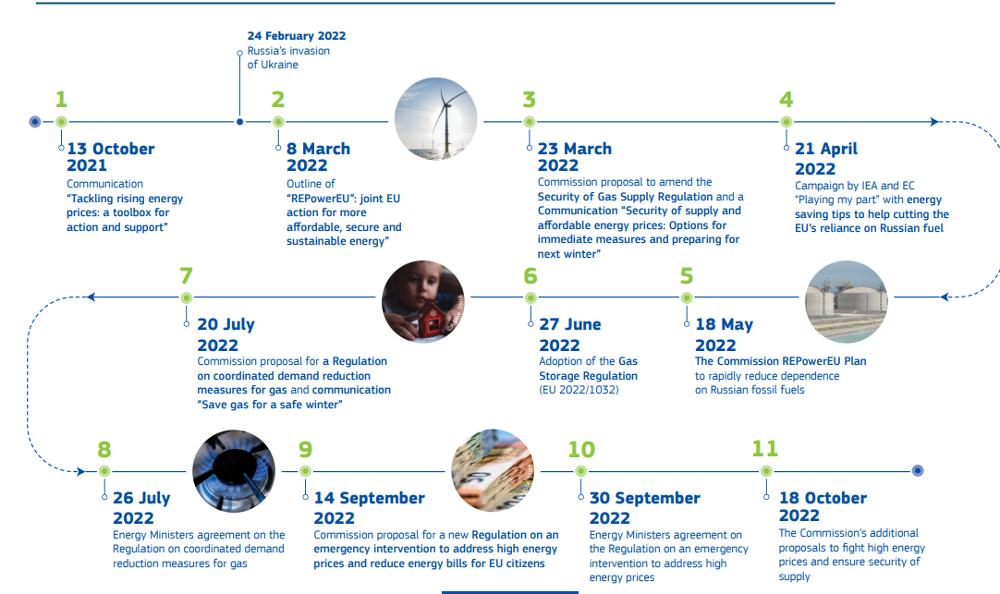 24 February 2022
Russia's invasion
of Ukraine
1
13 October
2021
Communication
"Tackling rising energy
prices: a toolbox for
action and support"
2
8 March
2022
Outline of
"REPowerEU": joint EU
action for more
affordable, secure and
sustainable energy"
3
23 March
2022
Commission proposal to amend the
Security of Gas Supply Regulation and a
Communication "Security of supply and
affordable energy prices: Options for
immediate measures and preparing for
next winter"
4
21 April
2022
Campaign by IEA and EC
"Playing my part" with energy
saving tips to help cutting the
EU's reliance on Russian fuel
5
18 May
2022
The Commission REPowerEU Plan
to rapidly reduce dependence
on Russian fossil fuels
6
27 June
2022
Adoption of the Gas
Storage Regulation
(EU 2022/1032)
7
20 July
2022
Commission proposal for a Regulation
on coordinated demand reduction
measures for gas and communication
"Save gas for a safe winter"
8
26 July
2022
Energy Ministers agreement on the
Regulation on coordinated demand
reduction measures for gas
9
14 September
2022
Commission proposal for a new Regulation on an
emergency intervention to address high energy
prices and reduce energy bills for EU citizens
10
30 September
2022
Energy Ministers agreement on
the Regulation on an emergency
intervention to address high
energy prices
11
18 October
2022
The Commission's additional
proposals to fight high energy
prices and ensure security of
supply